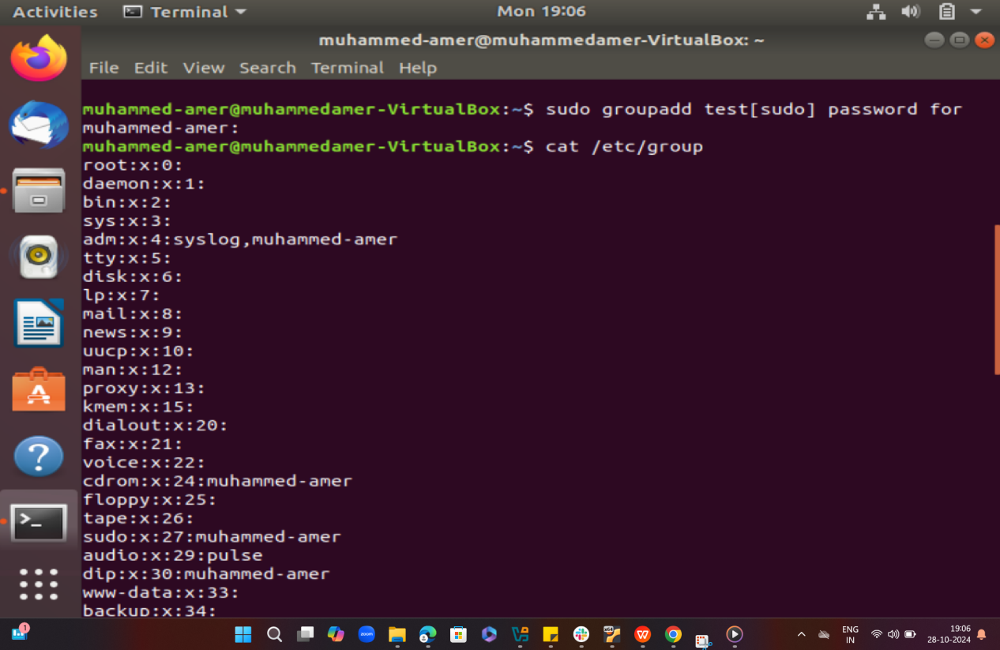 Activities Terminal Mon 19:06
muhammed-amer@muhammedamer-VirtualBox: ~
File Edit View Search Terminal Help
muhammed-amer@muhammedamer-VirtualBox:~$ sudo groupadd test[sudo] password for
muhammed-amer:
muhammed-amer@muhammedamer-VirtualBox:~$ cat /etc/group
root:x:0:
daemon:x:1:
bin:x:2:
sys:x:3:
adm:x:4:syslog,muhammed-amer
tty:x:5:
disk:x:6:
lp:x:7:
mail:x:8:
news:x:9:
uucp:x:10:
man:x:12:
proxy:x:13:
kmem:x:15:
dialout:x:20:
fax:x:21:
voice:x:22:
cdrom:x:24:muhammed-amer
floppy:x:25:
tape:x:26:
sudo:x:27:muhammed-amer
audio:x:29:pulse
dip:x:30:muhammed-amer
www-data:x:33:
backup:x:34:
1
zoom
ENG
IN
19:06
28-10-2024